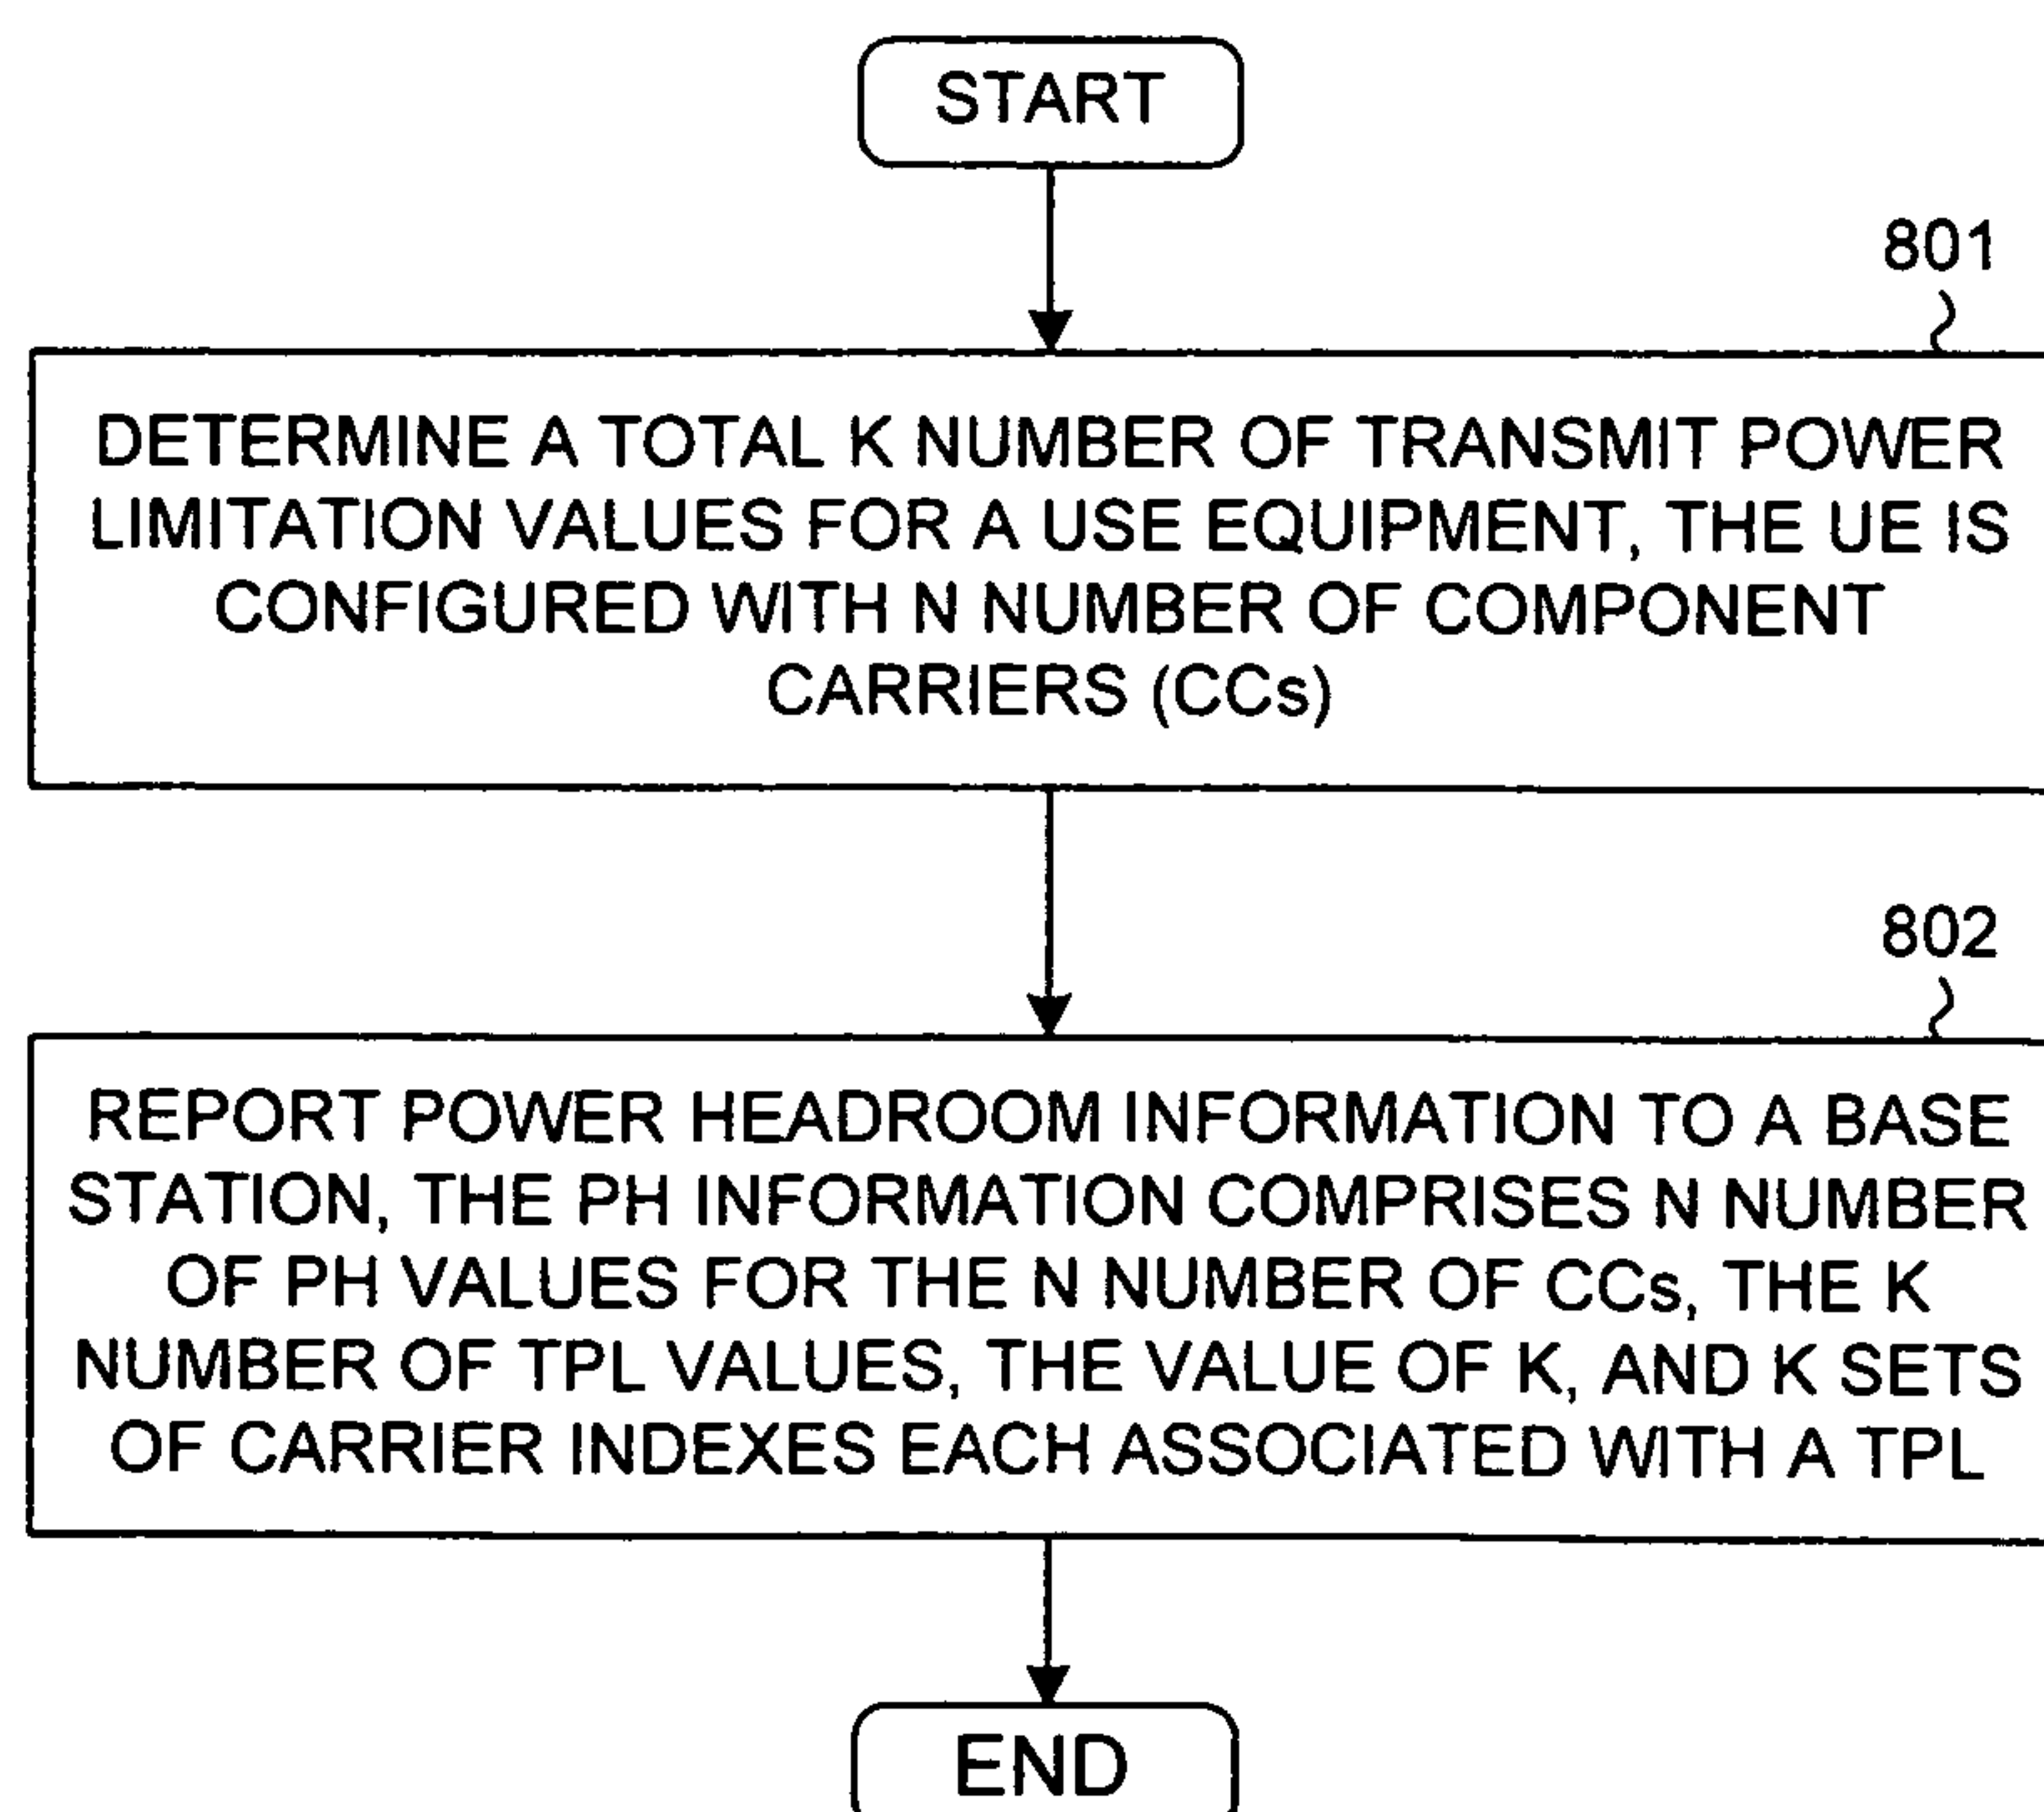 START
801
DETERMINE A TOTAL K NUMBER OF TRANSMIT POWER
LIMITATION VALUES FOR A USE EQUIPMENT, THE UE IS
CONFIGURED WITH N NUMBER OF COMPONENT
CARRIERS (CCs)
802
REPORT POWER HEADROOM INFORMATION TO A BASE
STATION, THE PH INFORMATION COMPRISES N NUMBER
OF PH VALUES FOR THE N NUMBER OF CCs, THE K
NUMBER OF TPL VALUES, THE VALUE OF K, AND K SETS
OF CARRIER INDEXES EACH ASSOCIATED WITH A TPL
END